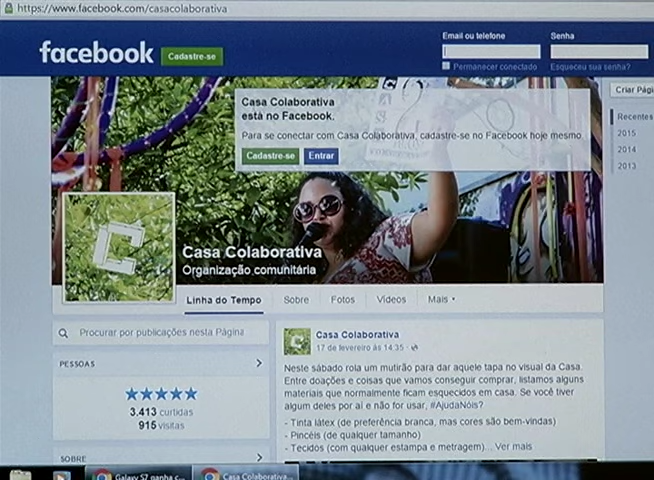 https://www.facebook.com/casacolaborativa
facebook
Cadastre-se
Email ou telefone
Senha
Permanecer conectado
Esqueceu sua senha?
Casa Colaborativa
está no Facebook.
Para se conectar com Casa Colaborativa, cadastre-se no Facebook hoje mesmo.
Cadastre-se
Entrar
Criar Pági
Recentes
2015
2014
2013
Casa Colaborativa
Organização comunitária
Linha do Tempo
Sobre
Fotos
Vídeos
Mais
Procurar por publicações nesta Página
PESSOAS
3.413 curtidas
915 visitas
SOBRE
Casa Colaborativa
17 de fevereiro às 14:35
Neste sábado rola um mutirão para dar aquele tapa no visual da Casa.
Entre doações e coisas que vamos conseguir comprar, listamos alguns
materiais que normalmente ficam esquecidos em casa. Se você tiver
algum deles por aí e não for usar, #AjudaNóis?
- Tinta látex (de preferência branca, mas cores são bem-vindas)
- Pincéis (de qualquer tamanho)
- Tecidos (com qualquer estampa e metragem)... Ver mais
Galaxy S7 ganha c...
Casa Colaborativa...